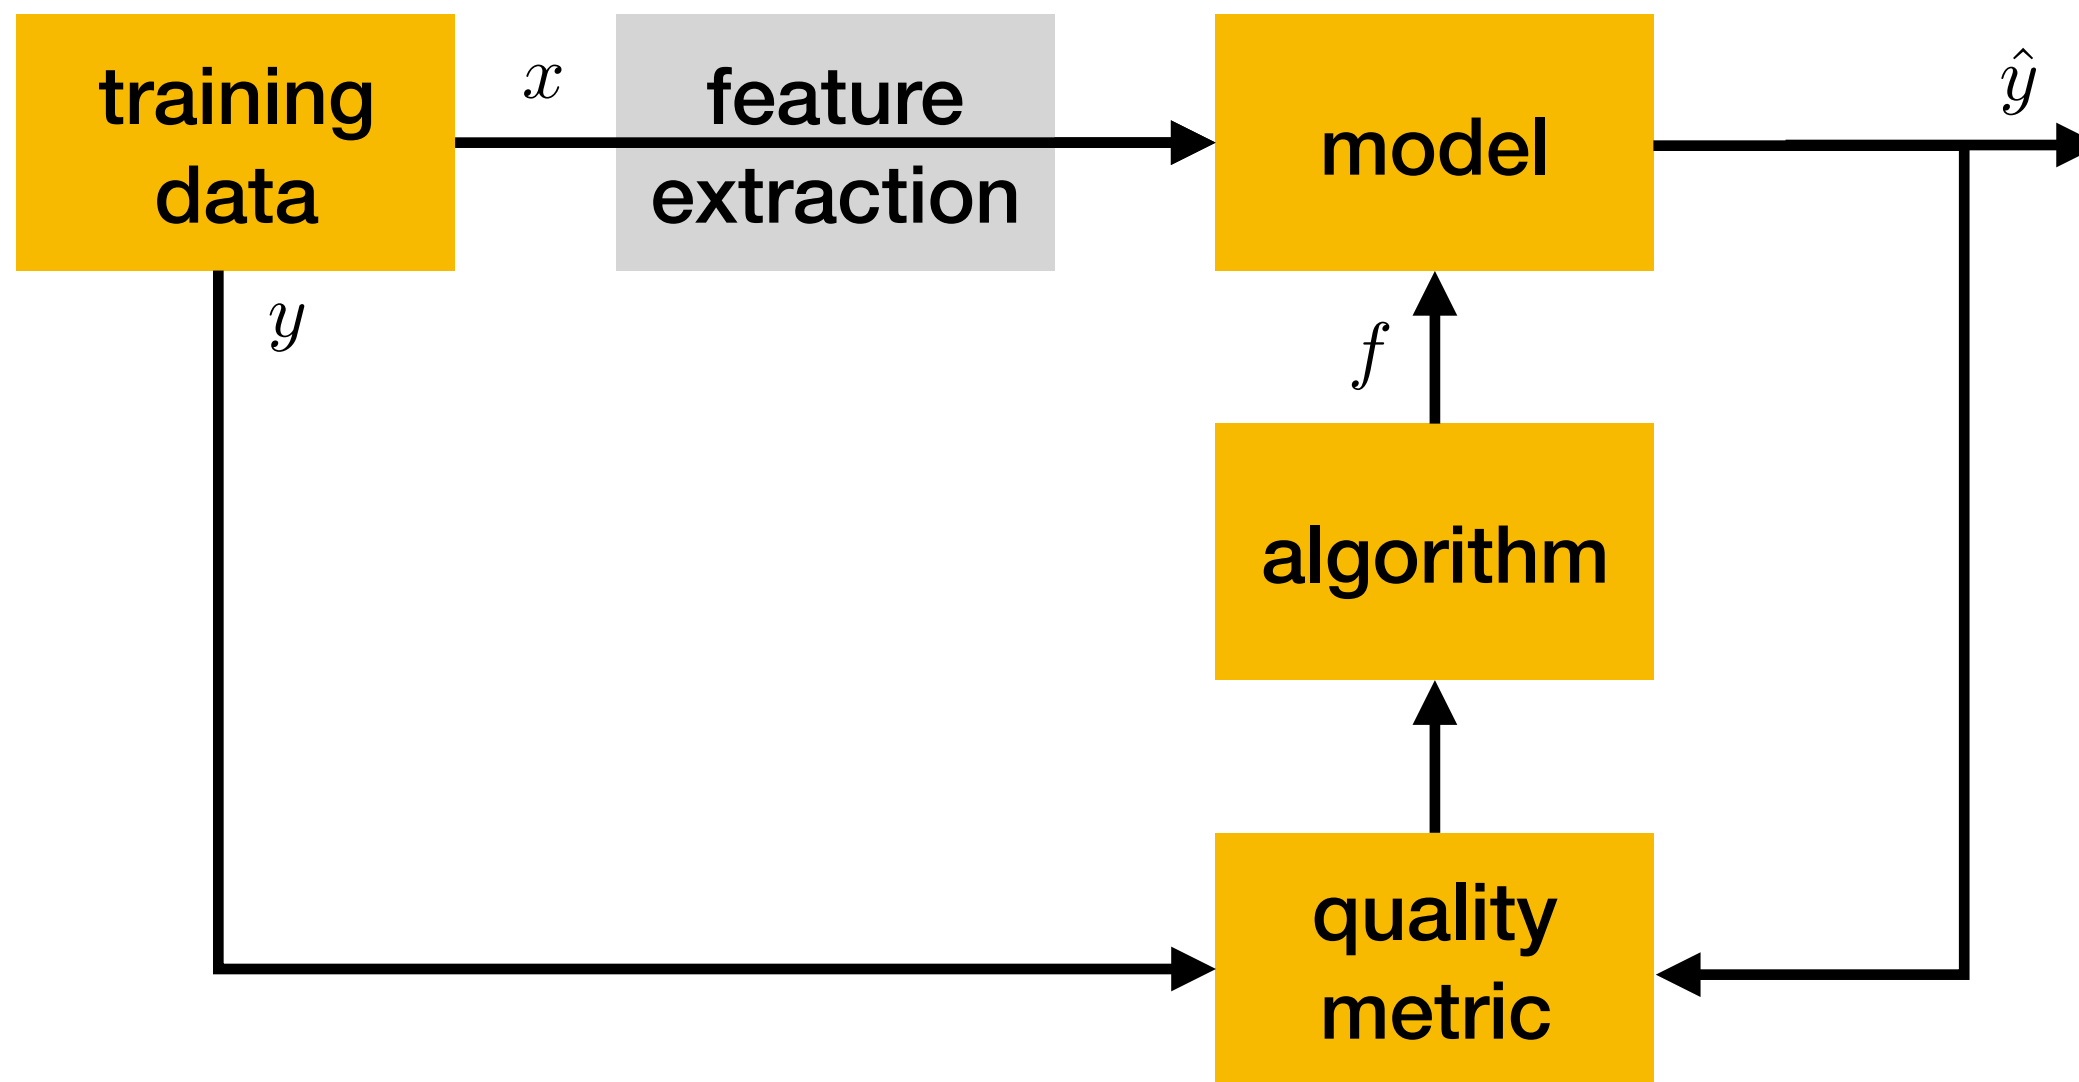 training
data
x
feature
extraction
model
ŷ
y
f
algorithm
quality
metric